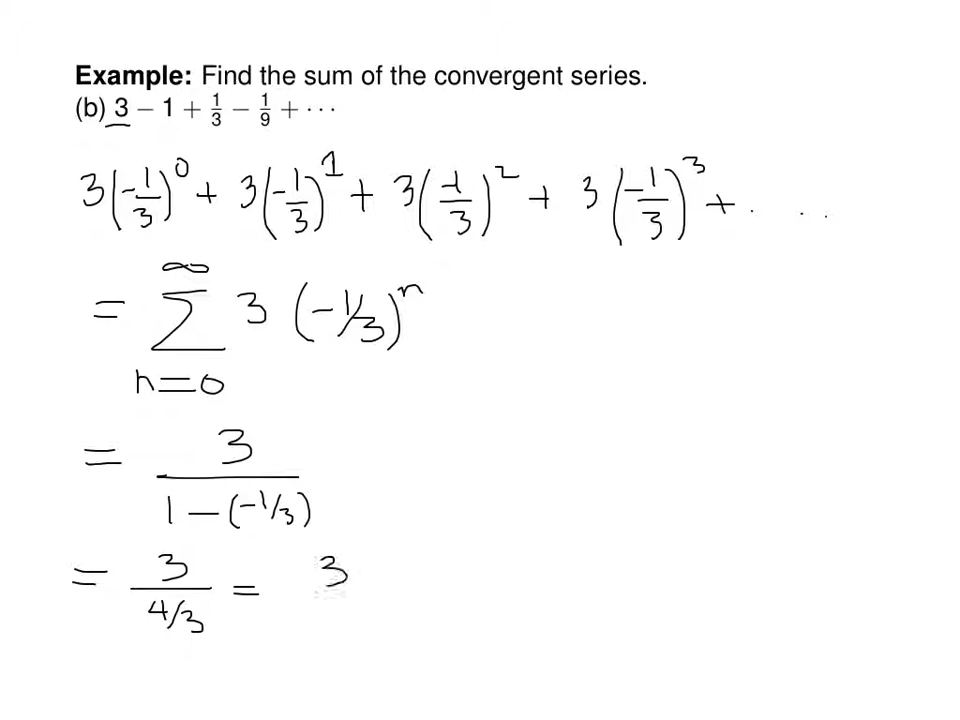 Example: Find the sum of the convergent series.
(b) 3 − 1 + 1/3 − 1/9 + ⋯
3(-1/3)^0 + 3(-1/3)^1 + 3(-1/3)^2 + 3(-1/3)^3 + . . . .
= ∑_{n=0}^{∞} 3 (-1/3)^n
= 3 / (1 - (-1/3))
= 3 / (4/3) = 3